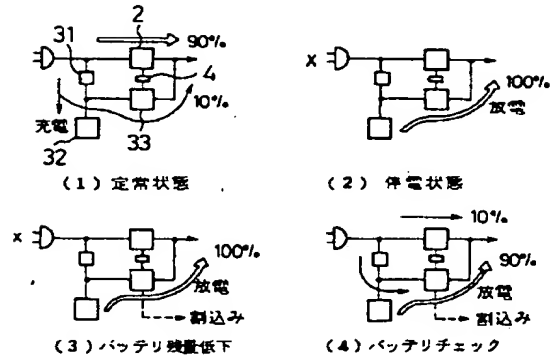 2
31
90%
4
10%
充電
32
33
(1) 定常状態
X
100%
放電
(2) 停電状態
X
100%
放電
割込み
(3) バッテリ残量低下
10%
90%
放電
割込み
(4) バッテリチェック